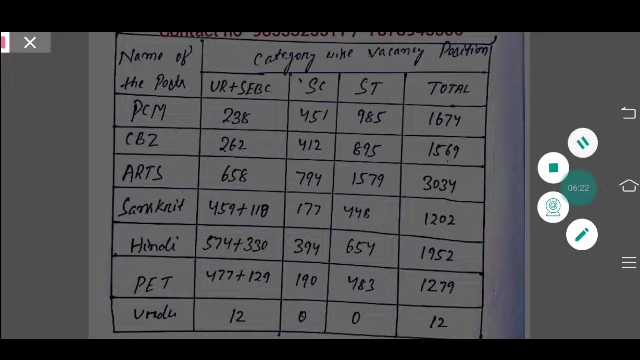 Category wise Vacancy Position
Name of the Posts UR+SEBC SC ST TOTAL
PCM 238 451 985 1674
CBZ 262 412 895 1569
ARTS 658 794 1579 3034
Sanskrit 459+118 177 448 1202
Hindi 574+330 394 654 1952
PET 477+129 190 483 1279
Urdu 12 0 0 12
06:22